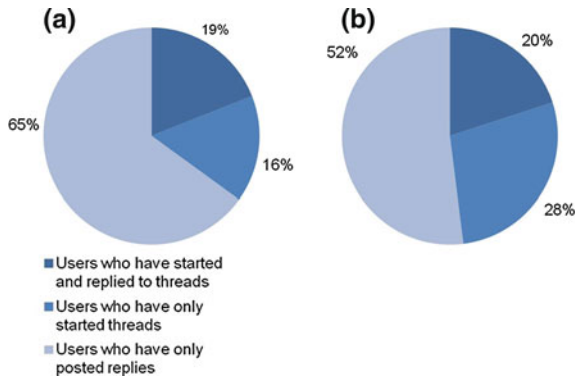 (a)
19%
65%
16%
(b)
52%
20%
28%
Users who have started
and replied to threads
Users who have only
started threads
Users who have only
posted replies